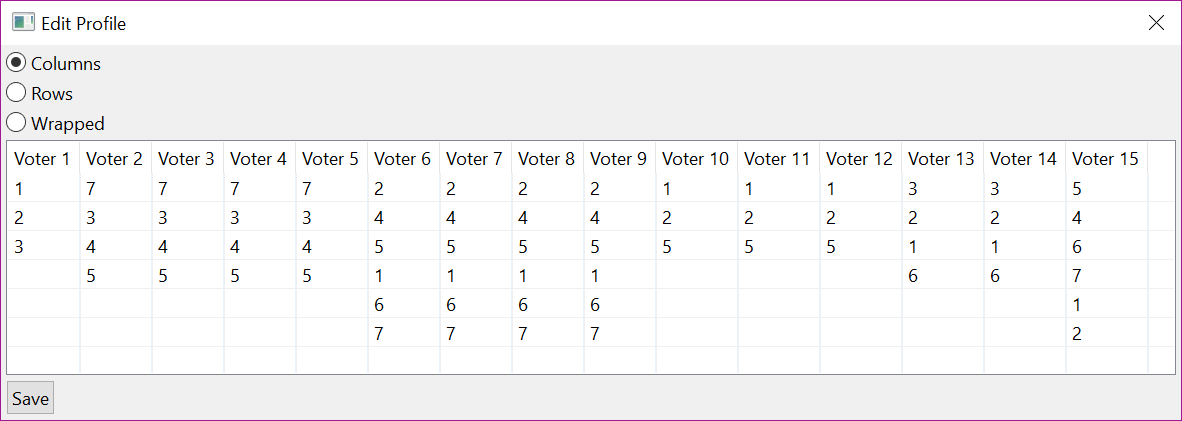 Edit Profile
Columns
Rows
Wrapped
Voter 1 Voter 2 Voter 3 Voter 4 Voter 5 Voter 6 Voter 7 Voter 8 Voter 9 Voter 10 Voter 11 Voter 12 Voter 13 Voter 14 Voter 15
1 7 7 7 7 2 2 2 2 1 1 1 3 3 5
2 3 3 3 3 4 4 4 4 2 2 2 2 2 4
3 4 4 4 4 5 5 5 5 5 5 5 1 1 6
5 5 5 5 1 1 1 1 6 6 7
6 6 6 6 1
7 7 7 7 2
Save